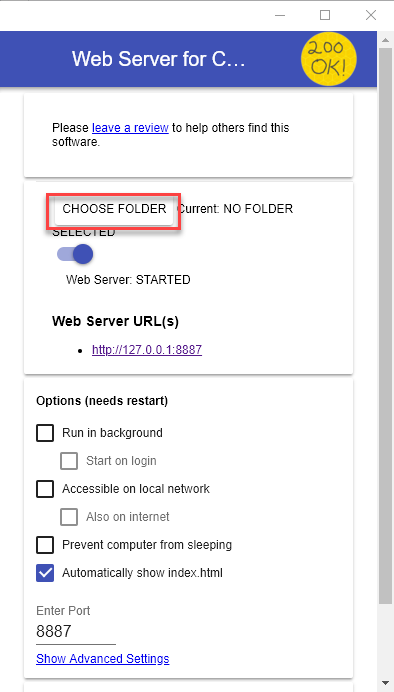 Web Server for C...
200
OK!
Please leave a review to help others find this
software.
CHOOSE FOLDER Current: NO FOLDER
SELECTED
Web Server: STARTED
Web Server URL(s)
http://127.0.0.1:8887
Options (needs restart)
Run in background
Start on login
Accessible on local network
Also on internet
Prevent computer from sleeping
Automatically show index.html
Enter Port
8887
Show Advanced Settings